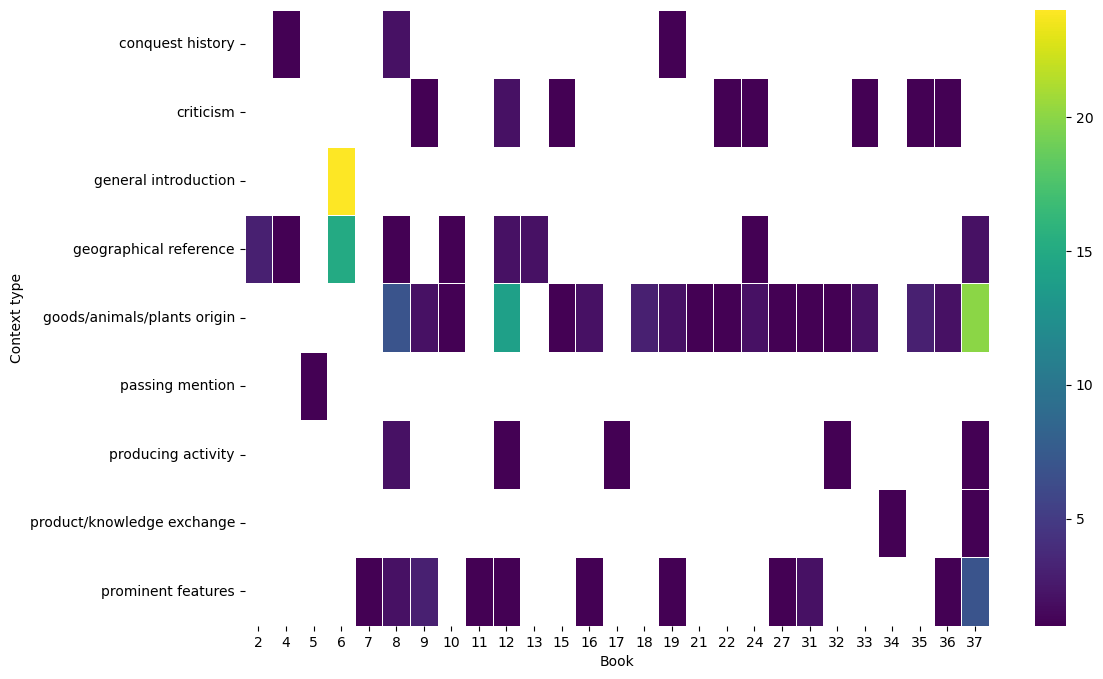 conquest history
criticism
general introduction
geographical reference
goods/animals/plants origin
passing mention
producing activity
product/knowledge exchange
prominent features
Context type
2 4 5 6 7 8 9 10 11 12 13 15 16 17 18 19 21 22 24 27 31 32 33 34 35 36 37
Book
20
15
10
5